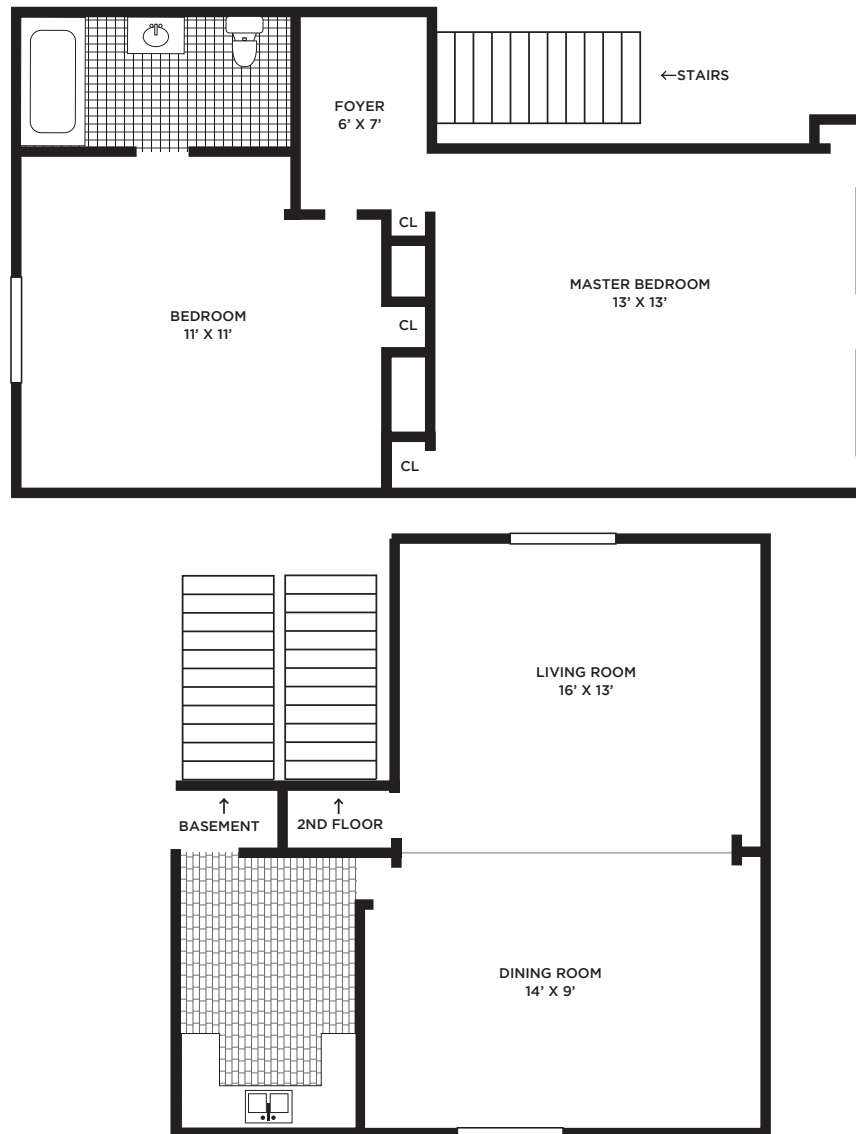 FOYER
6’ X 7’
←STAIRS
CL
MASTER BEDROOM
13’ X 13’
BEDROOM
11’ X 11’
CL
CL
LIVING ROOM
16’ X 13’
BASEMENT
2ND FLOOR
DINING ROOM
14’ X 9’